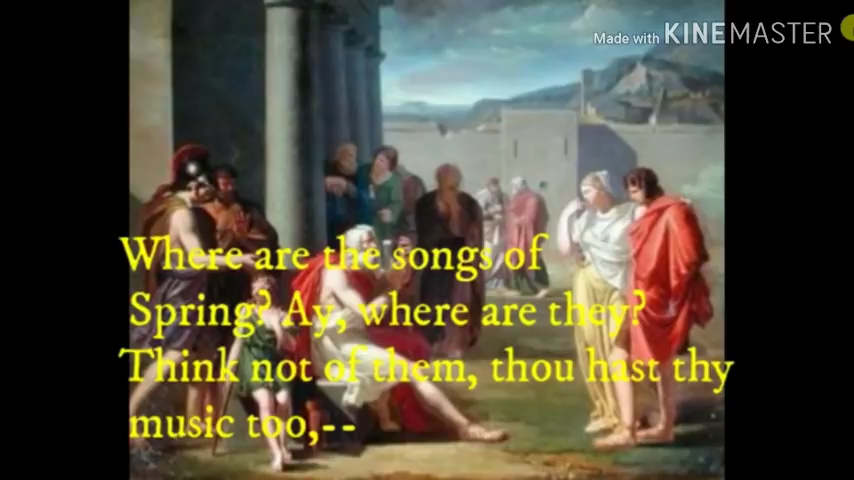 Made with KINEMASTER
Where are the songs of
Spring? Ay, where are they?
Think not of them, thou hast thy
music too,--